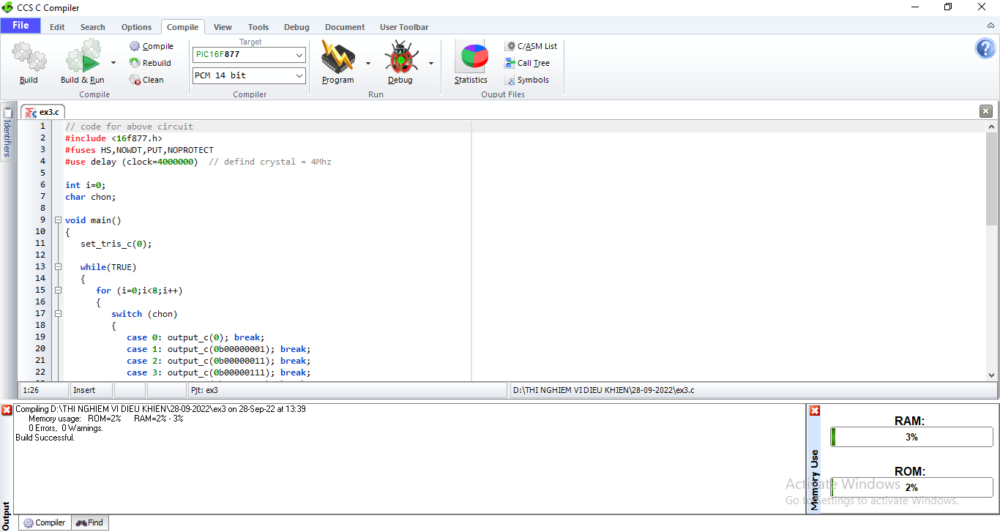 CCS C Compiler
File Edit Search Options Compile View Tools Debug Document User Toolbar
Build
Build & Run
Compile
Rebuild
Clean
Compile
Target
PIC16F877
PCM 14 bit
Compiler
Program
Debug
Run
Statistics
C/ASM List
Call Tree
Symbols
Ouput Files
Identifiers
ex3.c
1 // code for above circuit
2 #include <16f877.h>
3 #fuses HS,NOWDT,PUT,NOPROTECT
4 #use delay (clock=4000000) // defind crystal = 4Mhz
5
6 int i=0;
7 char chon;
8
9 void main()
10 {
11 set_tris_c(0);
12
13 while(TRUE)
14 {
15 for (i=0;i<8;i++)
16 {
17 switch (chon)
18 {
19 case 0: output_c(0); break;
20 case 1: output_c(0b00000001); break;
21 case 2: output_c(0b00000011); break;
22 case 3: output_c(0b00000111); break;
1:26 Insert Pjt: ex3 D:\THI NGHIEM VI DIEU KHIEN\28-09-2022\ex3.c
Compiling D:\THI NGHIEM VI DIEU KHIEN\28-09-2022\ex3 on 28-Sep-22 at 13:39
Memory usage: ROM=2% RAM=2% - 3%
0 Errors, 0 Warnings.
Build Successful.
Output
Compiler Find
Memory Use
RAM:
3%
ROM:
2%
Activate Windows
Go to Settings to activate Windows.